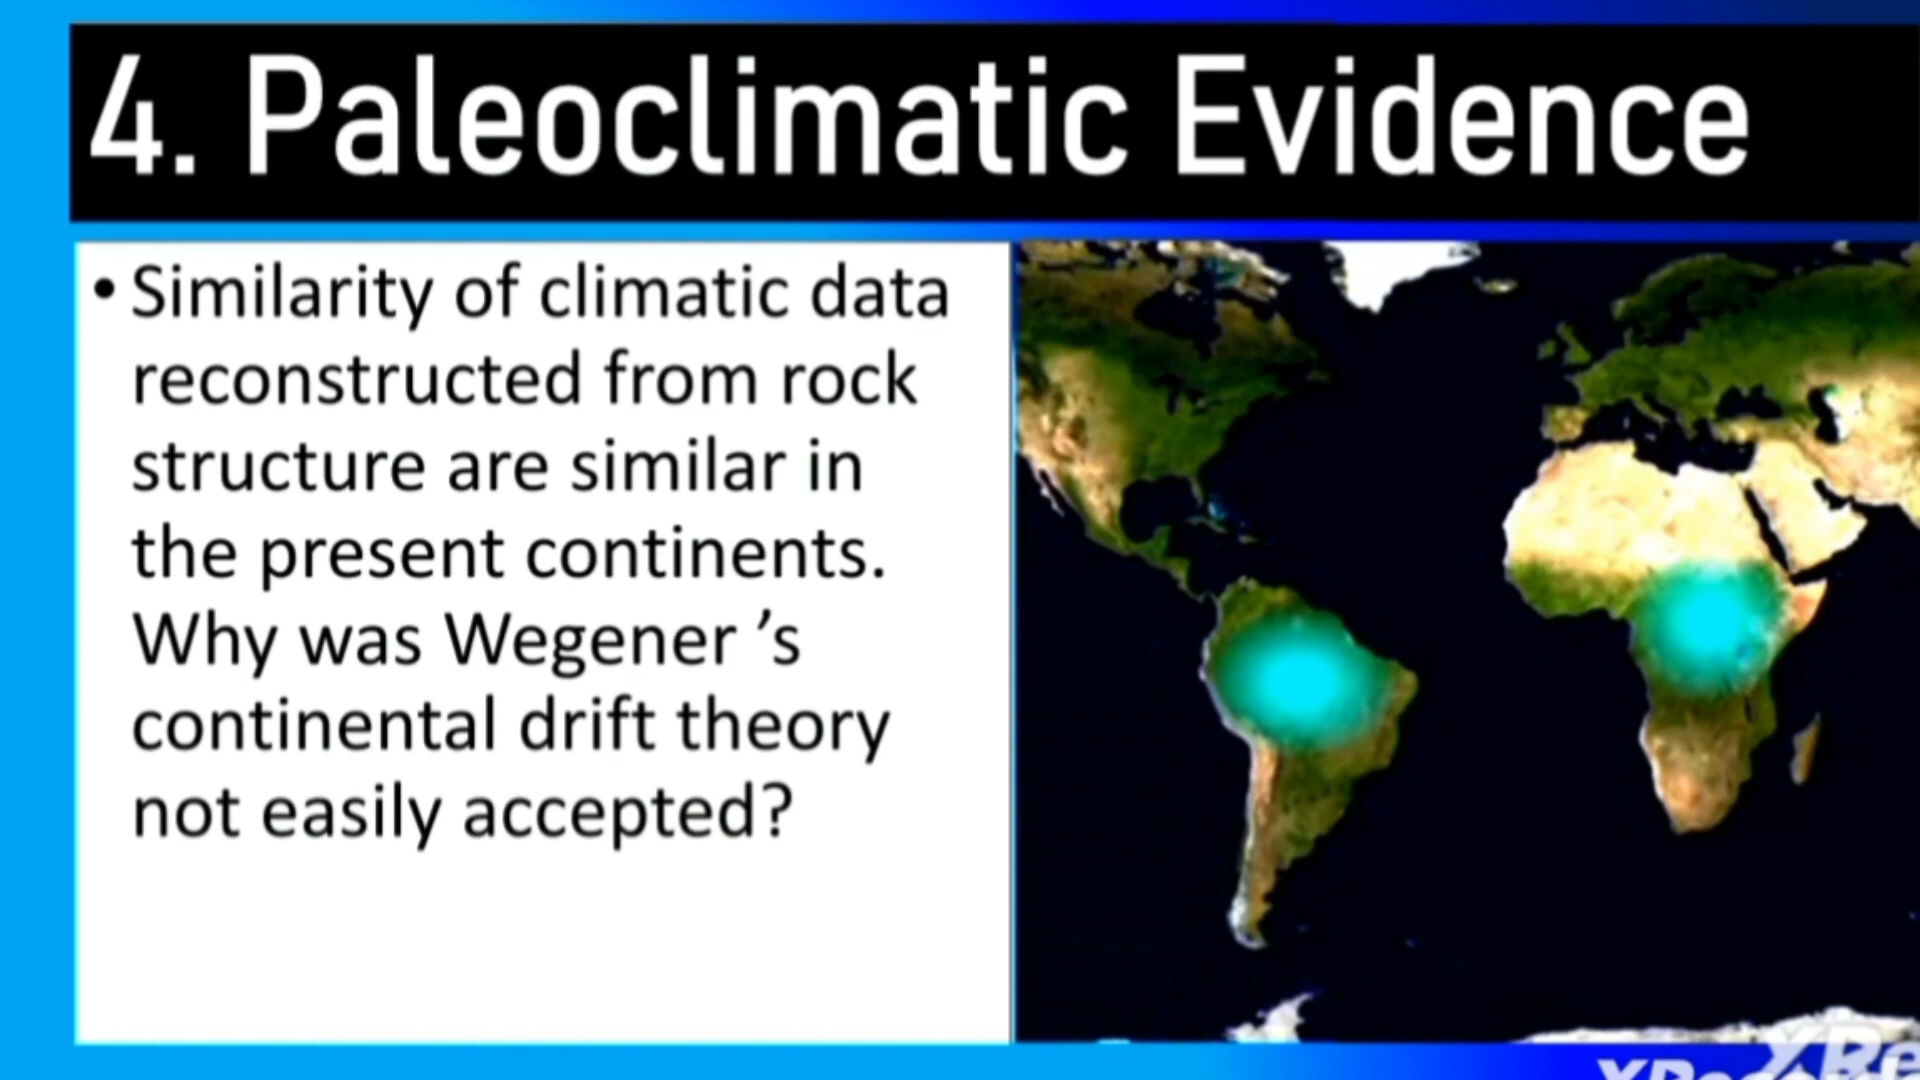 4. Paleoclimatic Evidence
• Similarity of climatic data
reconstructed from rock
structure are similar in
the present continents.
Why was Wegener ’s
continental drift theory
not easily accepted?